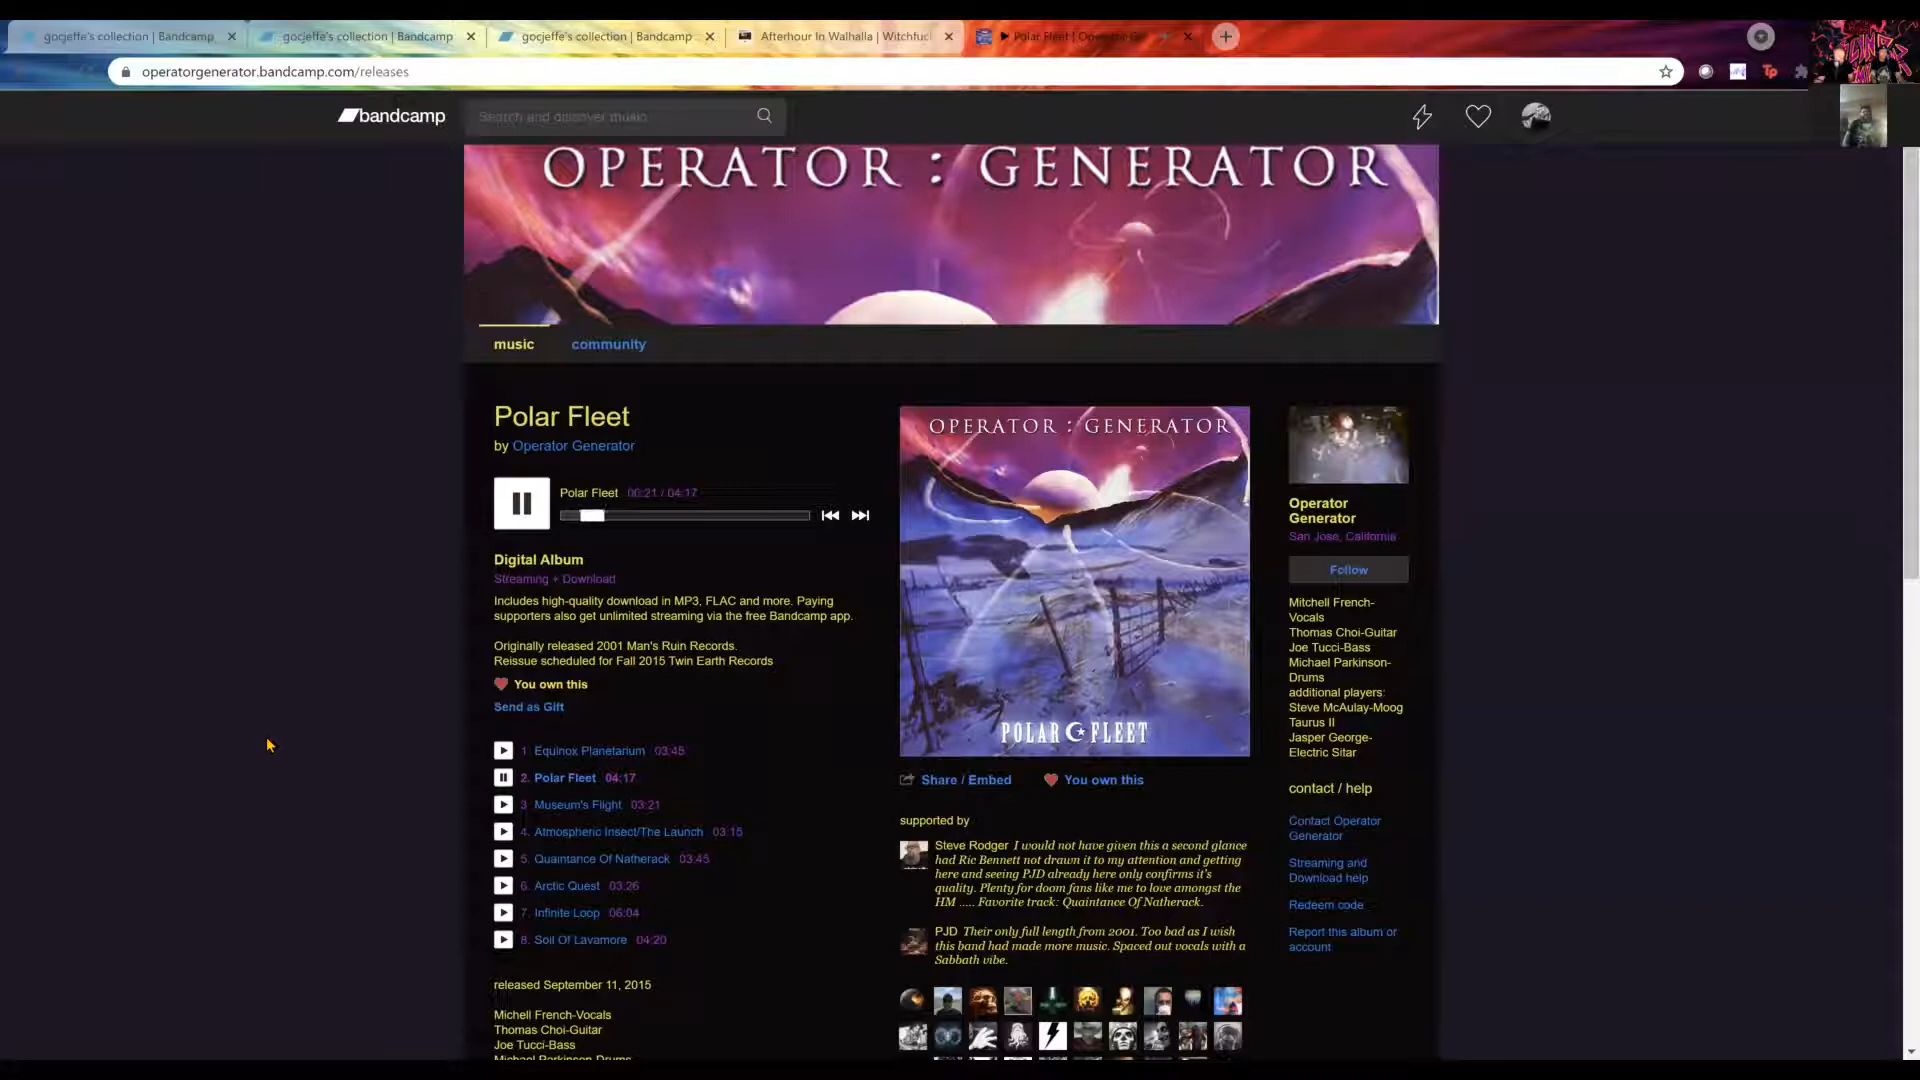 gocjeffe's collection | Bandcamp
gocjeffe's collection | Bandcamp
gocjeffe's collection | Bandcamp
Afterhour In Walhalla | Witchfuc
Polar Fleet | Operator Ge
operatorgenerator.bandcamp.com/releases
Tp
bandcamp
Search and discover music
OPERATOR : GENERATOR
music
community
Polar Fleet
by Operator Generator
Polar Fleet 00:21 / 04:17
Digital Album
Streaming + Download
Includes high-quality download in MP3, FLAC and more. Paying
supporters also get unlimited streaming via the free Bandcamp app.
Originally released 2001 Man's Ruin Records.
Reissue scheduled for Fall 2015 Twin Earth Records
You own this
Send as Gift
1. Equinox Planetarium 03:45
2. Polar Fleet 04:17
3. Museum's Flight 03:21
4. Atmospheric Insect/The Launch 03:15
5. Quaintance Of Natherack 03:45
6. Arctic Quest 03:26
7. Infinite Loop 06:04
8. Soil Of Lavamore 04:20
released September 11, 2015
Michell French-Vocals
Thomas Choi-Guitar
Joe Tucci-Bass
Michael Parkinson-Drums
OPERATOR : GENERATOR
POLAR FLEET
Share / Embed
You own this
supported by
Steve Rodger I would not have given this a second glance
had Ric Bennett not drawn it to my attention and getting
here and seeing PJD already here only confirms it's
quality. Plenty for doom fans like me to love amongst the
HM ..... Favorite track: Quaintance Of Natherack.
PJD Their only full length from 2001. Too bad as I wish
this band had made more music. Spaced out vocals with a
Sabbath vibe.
Operator
Generator
San Jose, California
Follow
Mitchell French-
Vocals
Thomas Choi-Guitar
Joe Tucci-Bass
Michael Parkinson-
Drums
additional players:
Steve McAulay-Moog
Taurus II
Jasper George-
Electric Sitar
contact / help
Contact Operator
Generator
Streaming and
Download help
Redeem code
Report this album or
account